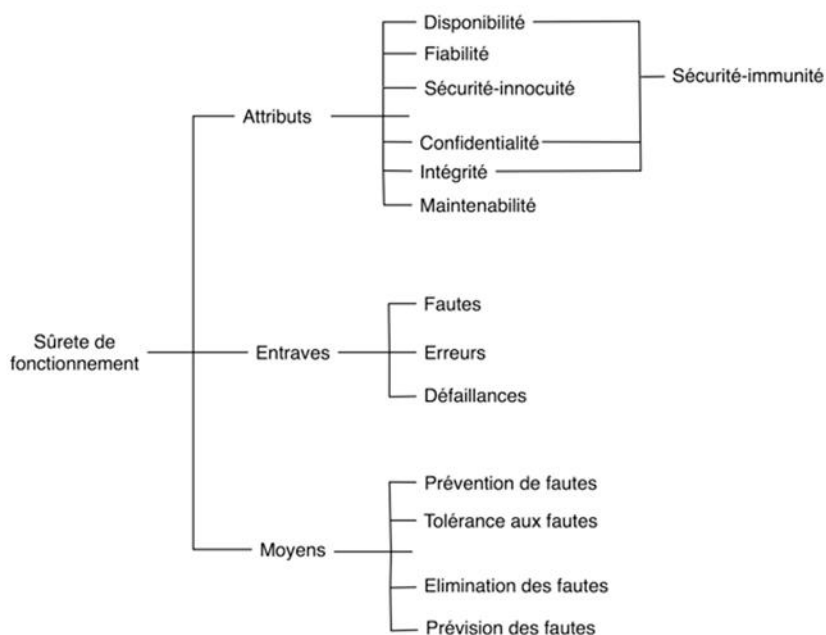 Disponibilité
Fiabilité
Sécurité-innocuité
Sécurité-immunité
Attributs
Confidentialité
Intégrité
Maintenabilité
Fautes
Sûrete de
fonctionnement
Entraves
Erreurs
Défaillances
Prévention de fautes
Tolérance aux fautes
Moyens
Elimination des fautes
Prévision des fautes